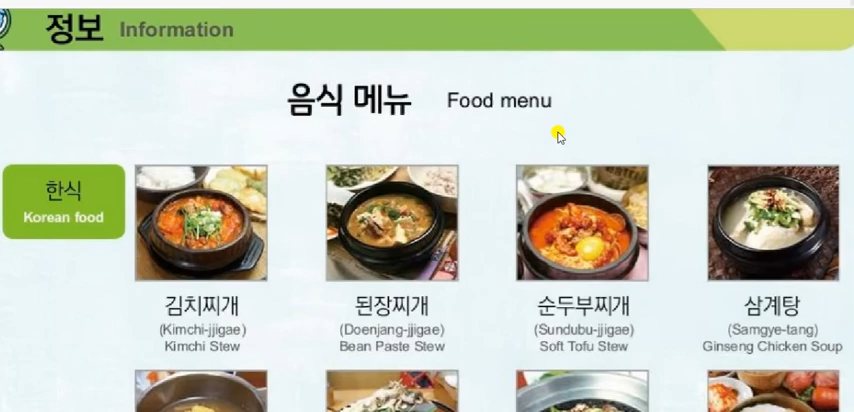 정보 Information
음식 메뉴 Food menu
한식
Korean food
김치찌개
(Kimchi-jjigae)
Kimchi Stew
된장찌개
(Doenjang-jjigae)
Bean Paste Stew
순두부찌개
(Sundubu-jjigae)
Soft Tofu Stew
삼계탕
(Samgye-tang)
Ginseng Chicken Soup